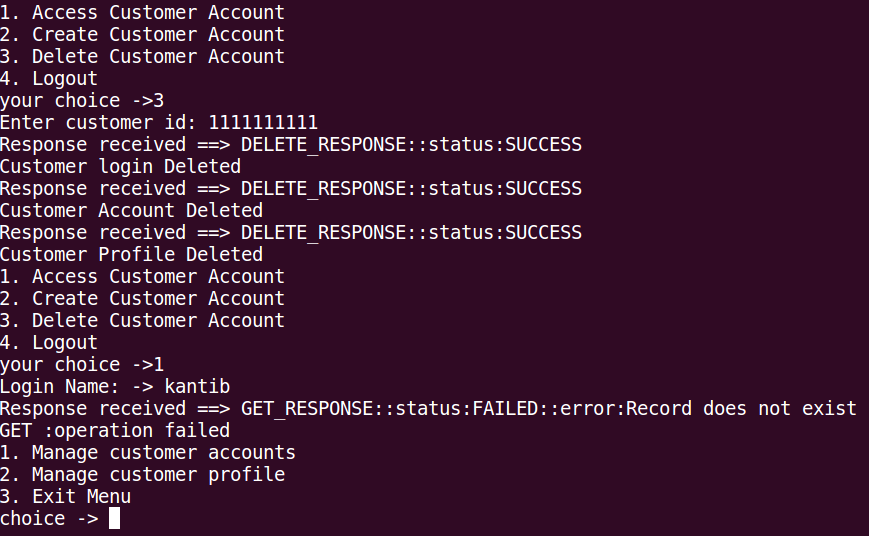 1. Access Customer Account
2. Create Customer Account
3. Delete Customer Account
4. Logout
your choice ->3
Enter customer id: 1111111111
Response received ==> DELETE_RESPONSE::status:SUCCESS
Customer login Deleted
Response received ==> DELETE_RESPONSE::status:SUCCESS
Customer Account Deleted
Response received ==> DELETE_RESPONSE::status:SUCCESS
Customer Profile Deleted
1. Access Customer Account
2. Create Customer Account
3. Delete Customer Account
4. Logout
your choice ->1
Login Name: -> kantib
Response received ==> GET_RESPONSE::status:FAILED::error:Record does not exist
GET :operation failed
1. Manage customer accounts
2. Manage customer profile
3. Exit Menu
choice ->